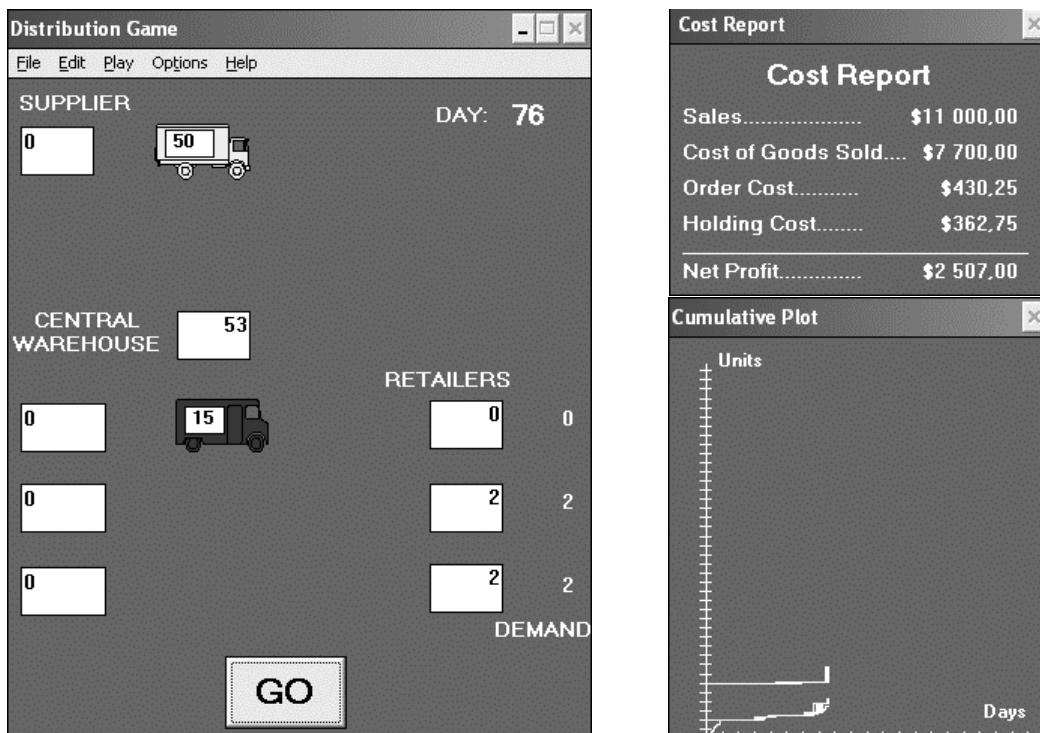 Distribution Game
File Edit Play Options Help
SUPPLIER
DAY: 76
0
50
CENTRAL
WAREHOUSE
53
RETAILERS
0
15
0
0
0
2
2
0
2
2
DEMAND
GO
Cost Report
Cost Report
Sales.................... $11 000,00
Cost of Goods Sold.... $7 700,00
Order Cost........... $430,25
Holding Cost........ $362,75
Net Profit.............. $2 507,00
Cumulative Plot
Units
Days